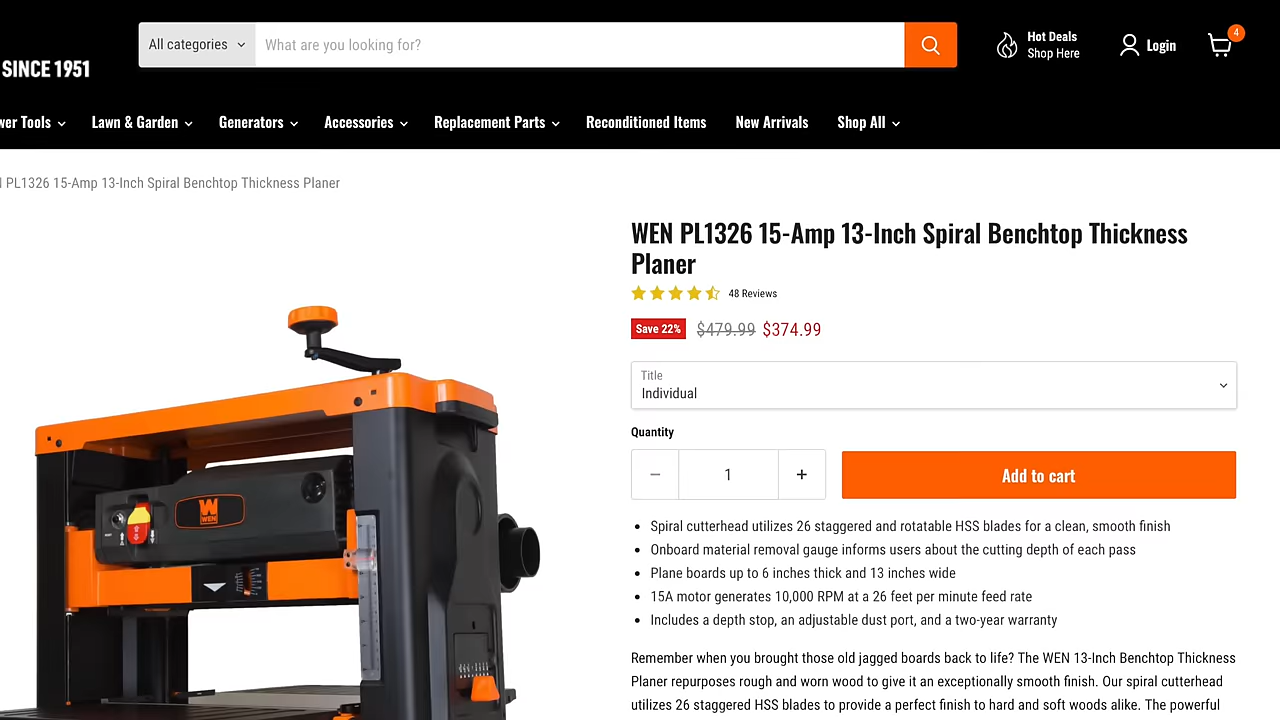 SINCE 1951
All categories
What are you looking for?
Hot Deals
Shop Here
Login
4
wer Tools
Lawn & Garden
Generators
Accessories
Replacement Parts
Reconditioned Items
New Arrivals
Shop All
PL1326 15-Amp 13-Inch Spiral Benchtop Thickness Planer
WEN PL1326 15-Amp 13-Inch Spiral Benchtop Thickness
Planer
48 Reviews
Save 22% $479.99 $374.99
Title
Individual
Quantity
− 1 +
Add to cart
• Spiral cutterhead utilizes 26 staggered and rotatable HSS blades for a clean, smooth finish
• Onboard material removal gauge informs users about the cutting depth of each pass
• Plane boards up to 6 inches thick and 13 inches wide
• 15A motor generates 10,000 RPM at a 26 feet per minute feed rate
• Includes a depth stop, an adjustable dust port, and a two-year warranty
Remember when you brought those old jagged boards back to life? The WEN 13-Inch Benchtop Thickness
Planer repurposes rough and worn wood to give it an exceptionally smooth finish. Our spiral cutterhead
utilizes 26 staggered HSS blades to provide a perfect finish to hard and soft woods alike. The powerful
WEN